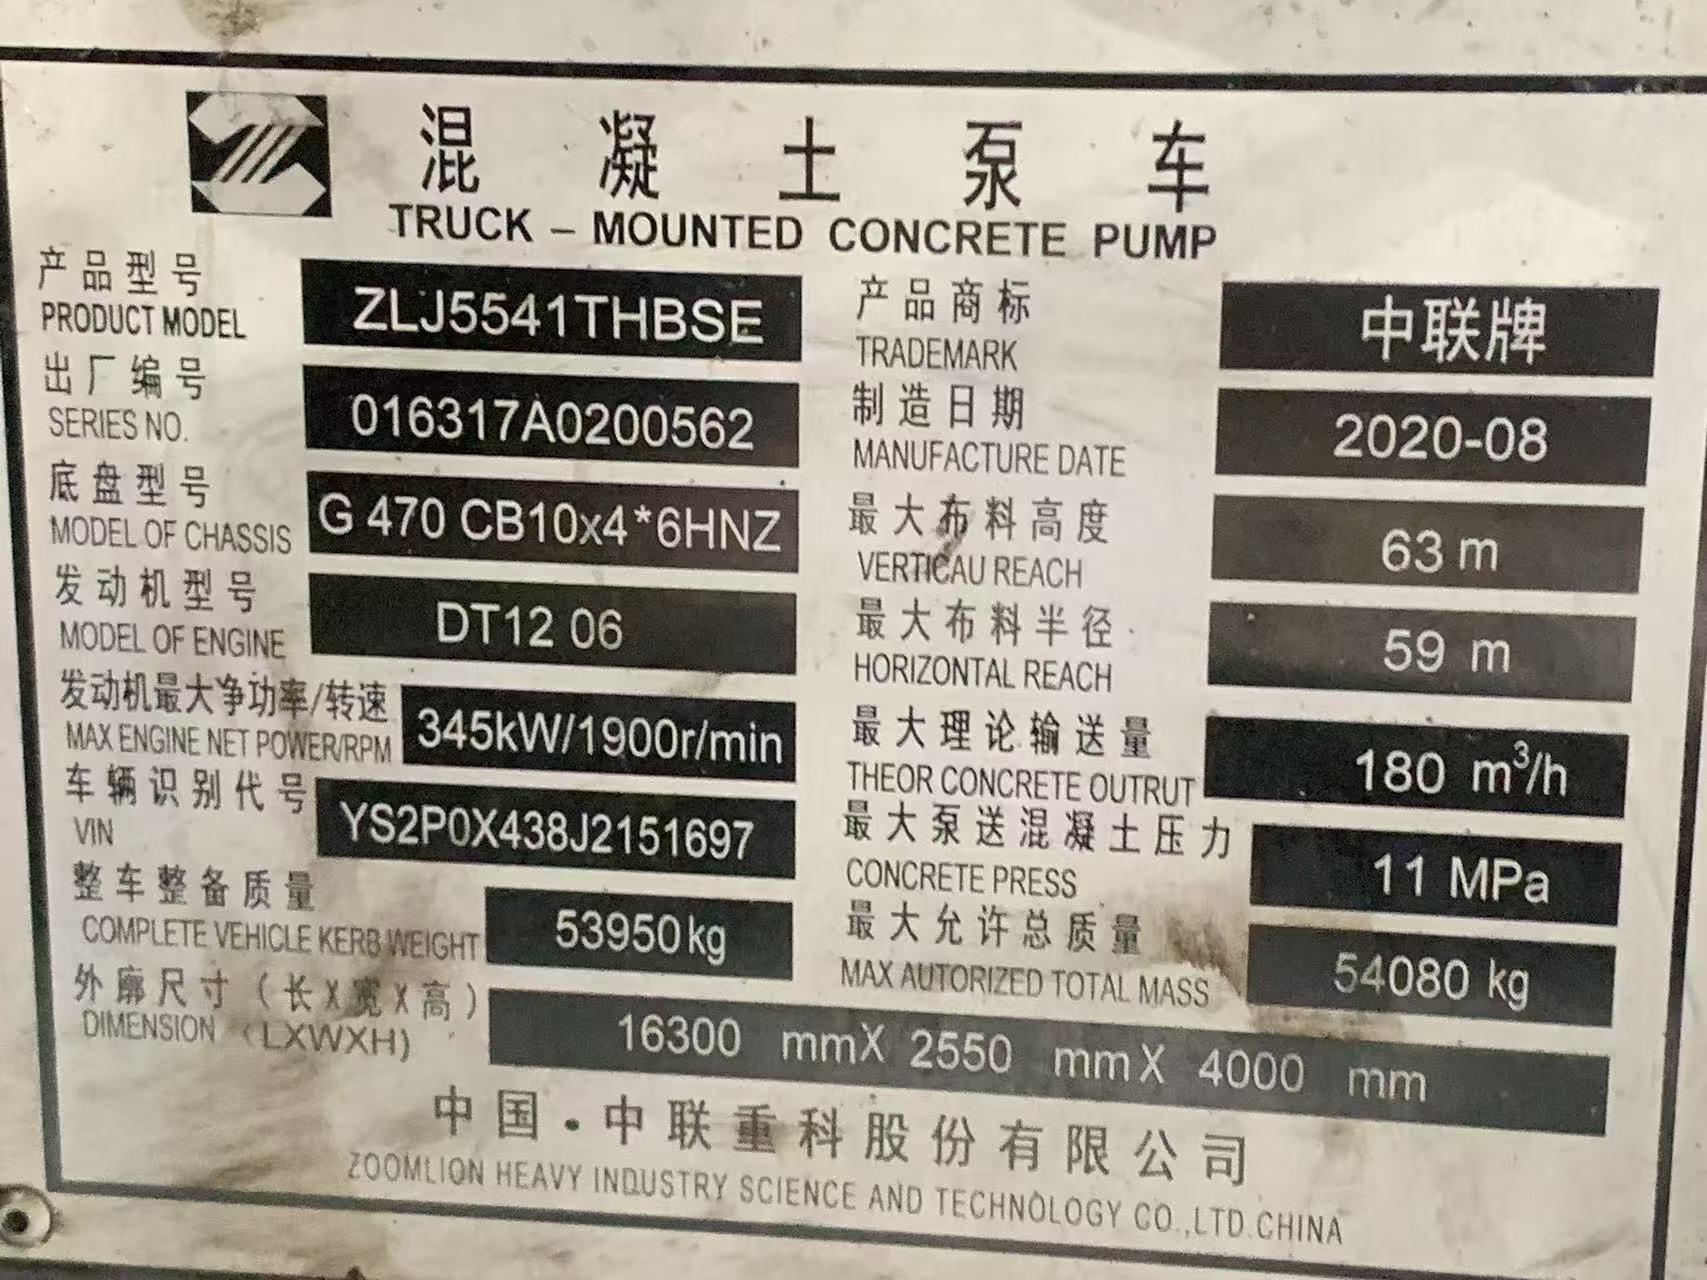 混凝土泵车
TRUCK – MOUNTED CONCRETE PUMP
产品型号
PRODUCT MODEL
ZLJ5541THBSE
产品商标
TRADEMARK
中联牌
出厂编号
SERIES NO.
016317A0200562
制造日期
MANUFACTURE DATE
2020-08
底盘型号
MODEL OF CHASSIS
G 470 CB10x4*6HNZ
最大布料高度
VERTICAU REACH
63 m
发动机型号
MODEL OF ENGINE
DT12 06
最大布料半径
HORIZONTAL REACH
59 m
发动机最大净功率/转速
MAX ENGINE NET POWER/RPM
345kW/1900r/min
最大理论输送量
THEOR CONCRETE OUTRUT
180 m³/h
车辆识别代号
VIN
YS2P0X438J2151697
最大泵送混凝土压力
CONCRETE PRESS
11 MPa
整车整备质量
COMPLETE VEHICLE KERB WEIGHT
53950kg
最大允许总质量
MAX AUTORIZED TOTAL MASS
54080 kg
外廓尺寸(长X宽X高)
DIMENSION (LXWXH)
16300 mmX 2550 mmX 4000 mm
中国·中联重科股份有限公司
ZOOMLION HEAVY INDUSTRY SCIENCE AND TECHNOLOGY CO.,LTD.CHINA